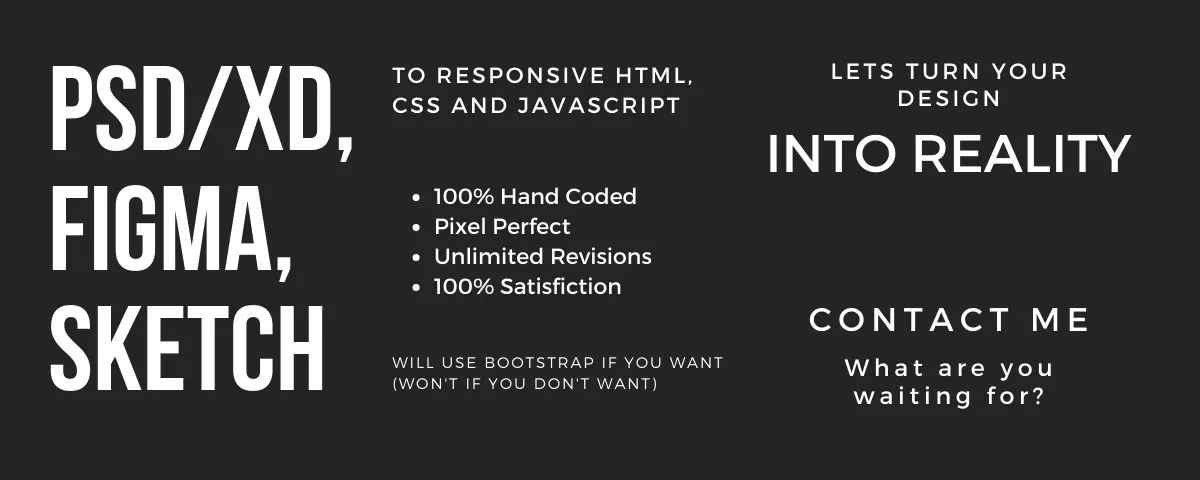 PSD/XD,
FIGMA,
SKETCH
TO RESPONSIVE HTML,
CSS AND JAVASCRIPT
• 100% Hand Coded
• Pixel Perfect
• Unlimited Revisions
• 100% Satisfiction
WILL USE BOOTSTRAP IF YOU WANT
(WON'T IF YOU DON'T WANT)
LETS TURN YOUR
DESIGN
INTO REALITY
CONTACT ME
What are you
waiting for?